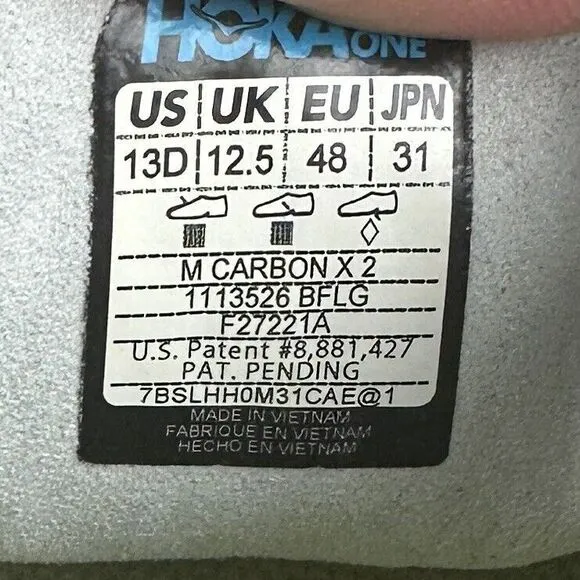 HOKA ONE
US UK EU JPN
13D 12.5 48 31
M CARBON X 2
1113526 BFLG
F27221A
U.S. Patent #8,881,427
PAT. PENDING
7BSLHH0M31CAE@1
MADE IN VIETNAM
FABRIQUE EN VIETNAM
HECHO EN VIETNAM